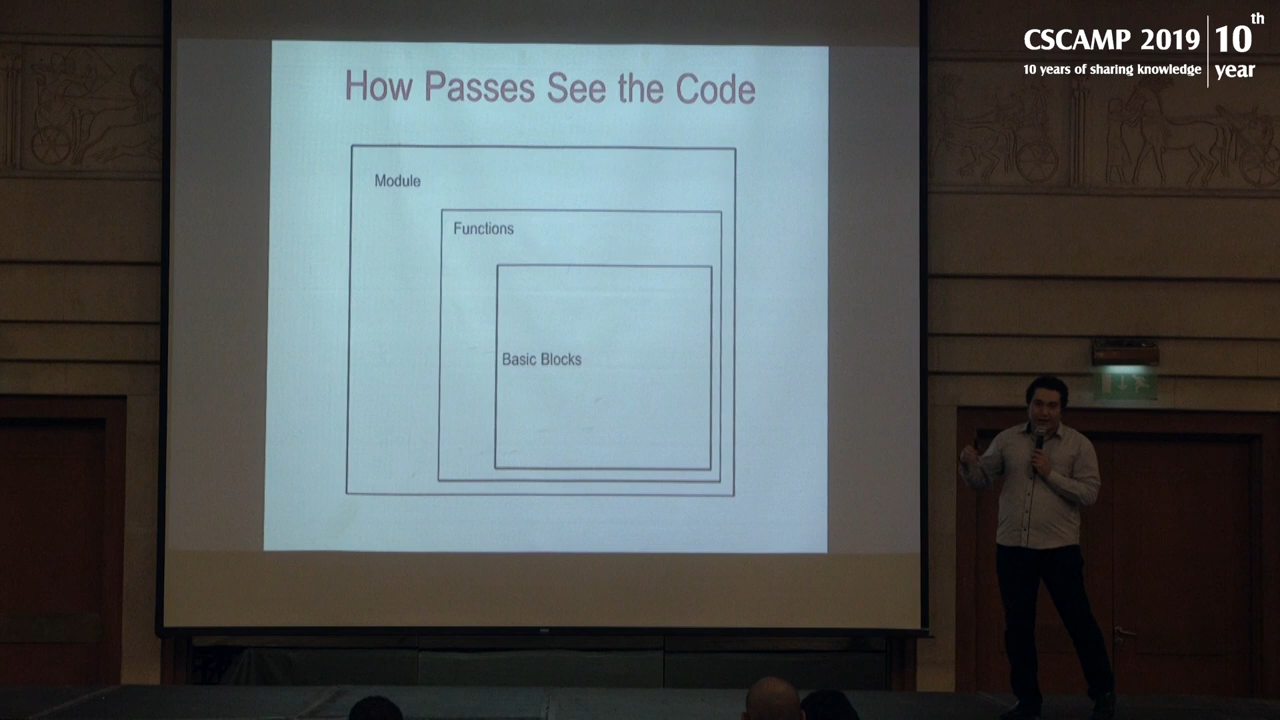 How Passes See the Code
Module
Functions
Basic Blocks
CSCAMP 2019
10 years of sharing knowledge
10th
year